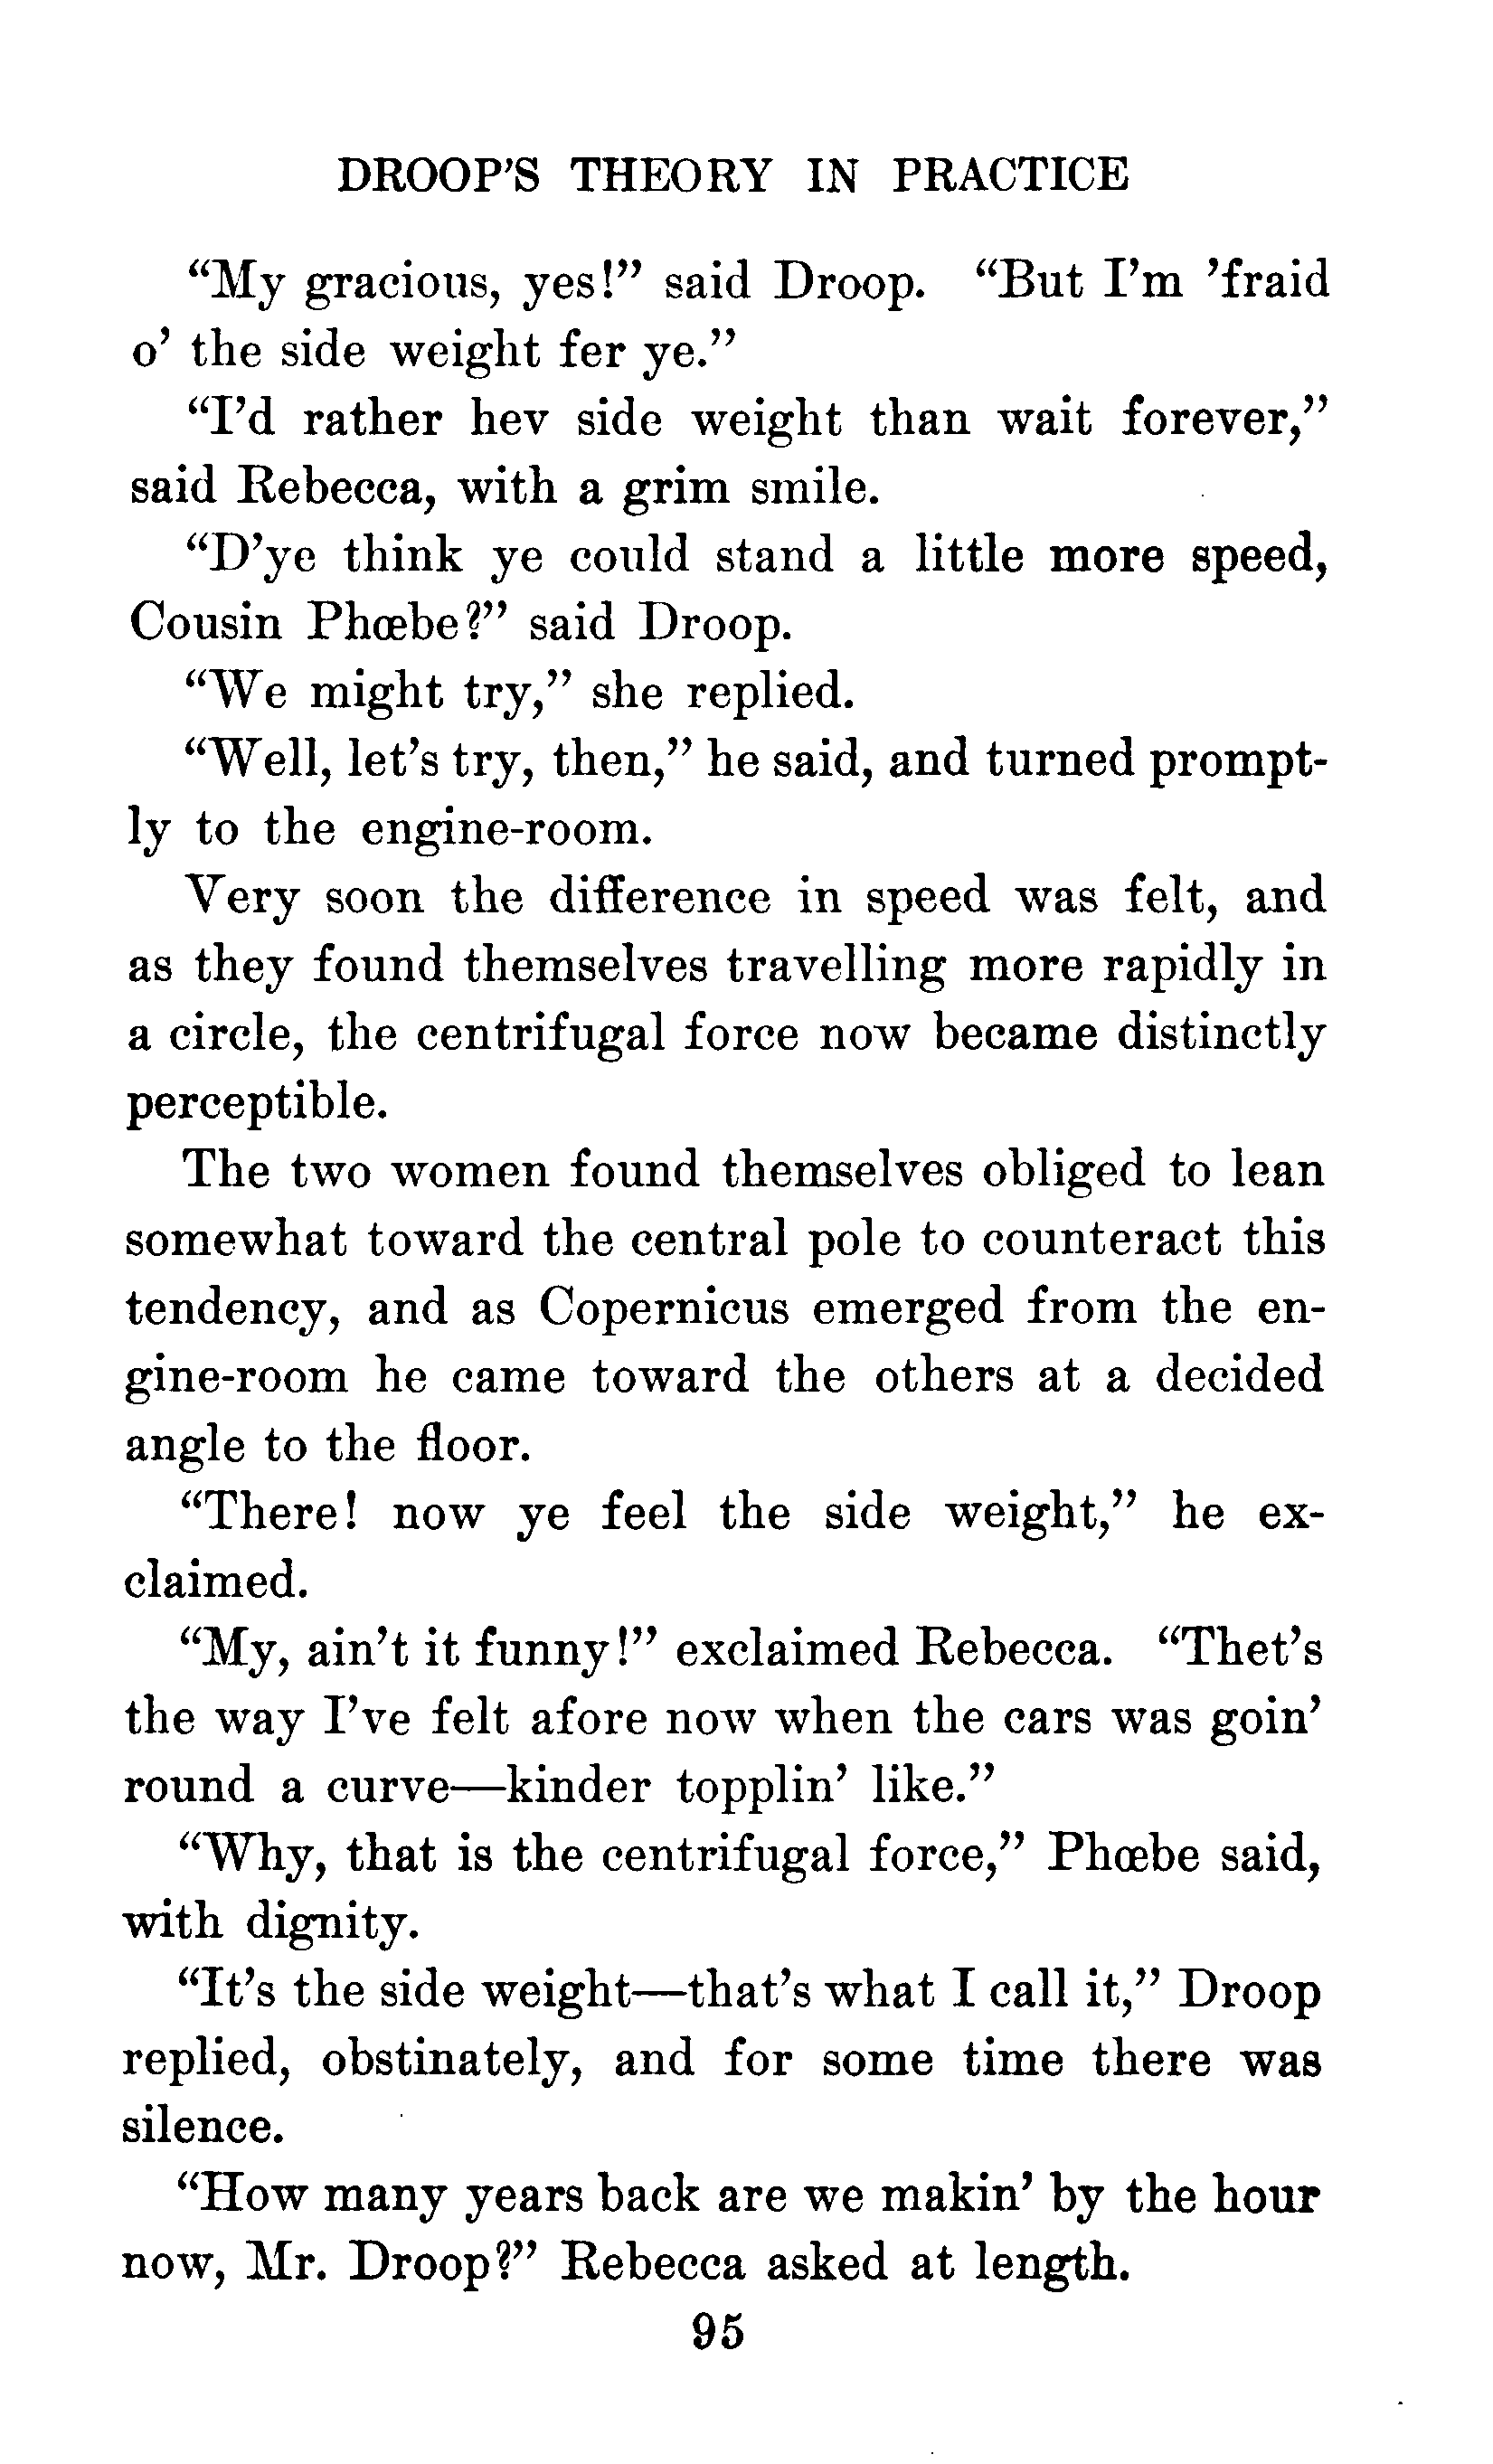 DROOP'S THEORY IN PRACTICE
“My gracious, yes!” said Droop. “But I’m ’fraid
o’ the side weight fer ye.”
“I’d rather hev side weight than wait forever,”
said Rebecca, with a grim smile.
“D’ye think ye could stand a little more speed,
Cousin Phœbe?” said Droop.
“We might try,” she replied.
“Well, let’s try, then,” he said, and turned prompt-
ly to the engine-room.
Very soon the difference in speed was felt, and
as they found themselves travelling more rapidly in
a circle, the centrifugal force now became distinctly
perceptible.
The two women found themselves obliged to lean
somewhat toward the central pole to counteract this
tendency, and as Copernicus emerged from the en-
gine-room he came toward the others at a decided
angle to the floor.
“There! now ye feel the side weight,” he ex-
claimed.
“My, ain’t it funny!” exclaimed Rebecca. “Thet’s
the way I’ve felt afore now when the cars was goin’
round a curve—kinder topplin’ like.”
“Why, that is the centrifugal force,” Phœbe said,
with dignity.
“It’s the side weight—that’s what I call it,” Droop
replied, obstinately, and for some time there was
silence.
“How many years back are we makin’ by the hour
now, Mr. Droop?” Rebecca asked at length.
95